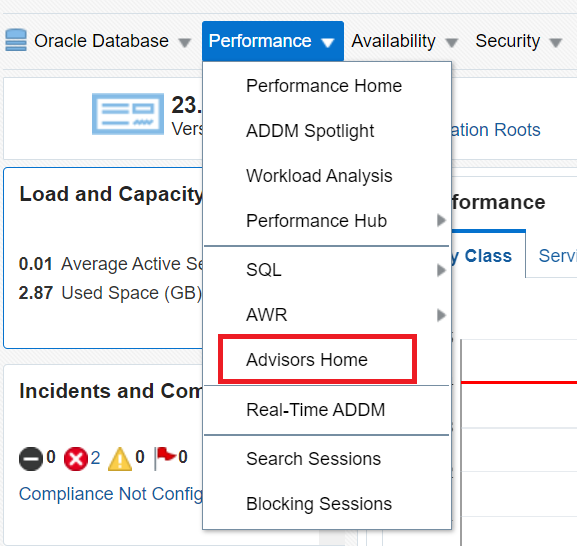 Oracle Database Performance Availability Security
Performance Home
ADDM Spotlight
Workload Analysis
Performance Hub
SQL
AWR
Advisors Home
Real-Time ADDM
Search Sessions
Blocking Sessions
23.
Vers
ation Roots
Load and Capacity
0.01 Average Active Se
2.87 Used Space (GB)
Incidents and Com
0 2 0 0
Compliance Not Config
formance
y Class Servi